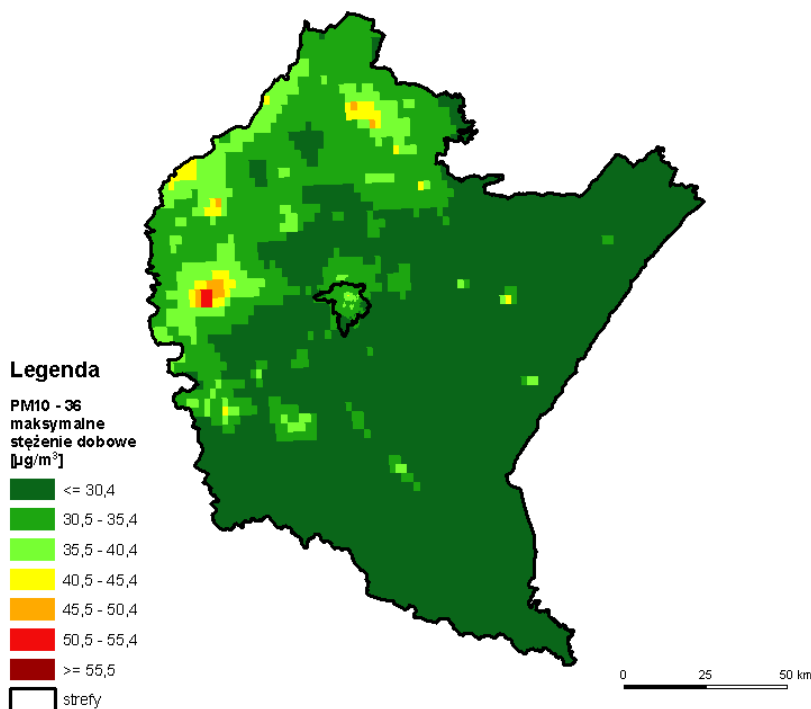 Legenda
PM10 - 36
maksymalne
stężenie dobowe
[µg/m³]
<= 30,4
30,5 - 35,4
35,5 - 40,4
40,5 - 45,4
45,5 - 50,4
50,5 - 55,4
>= 55,5
strefy
0 25 50 km